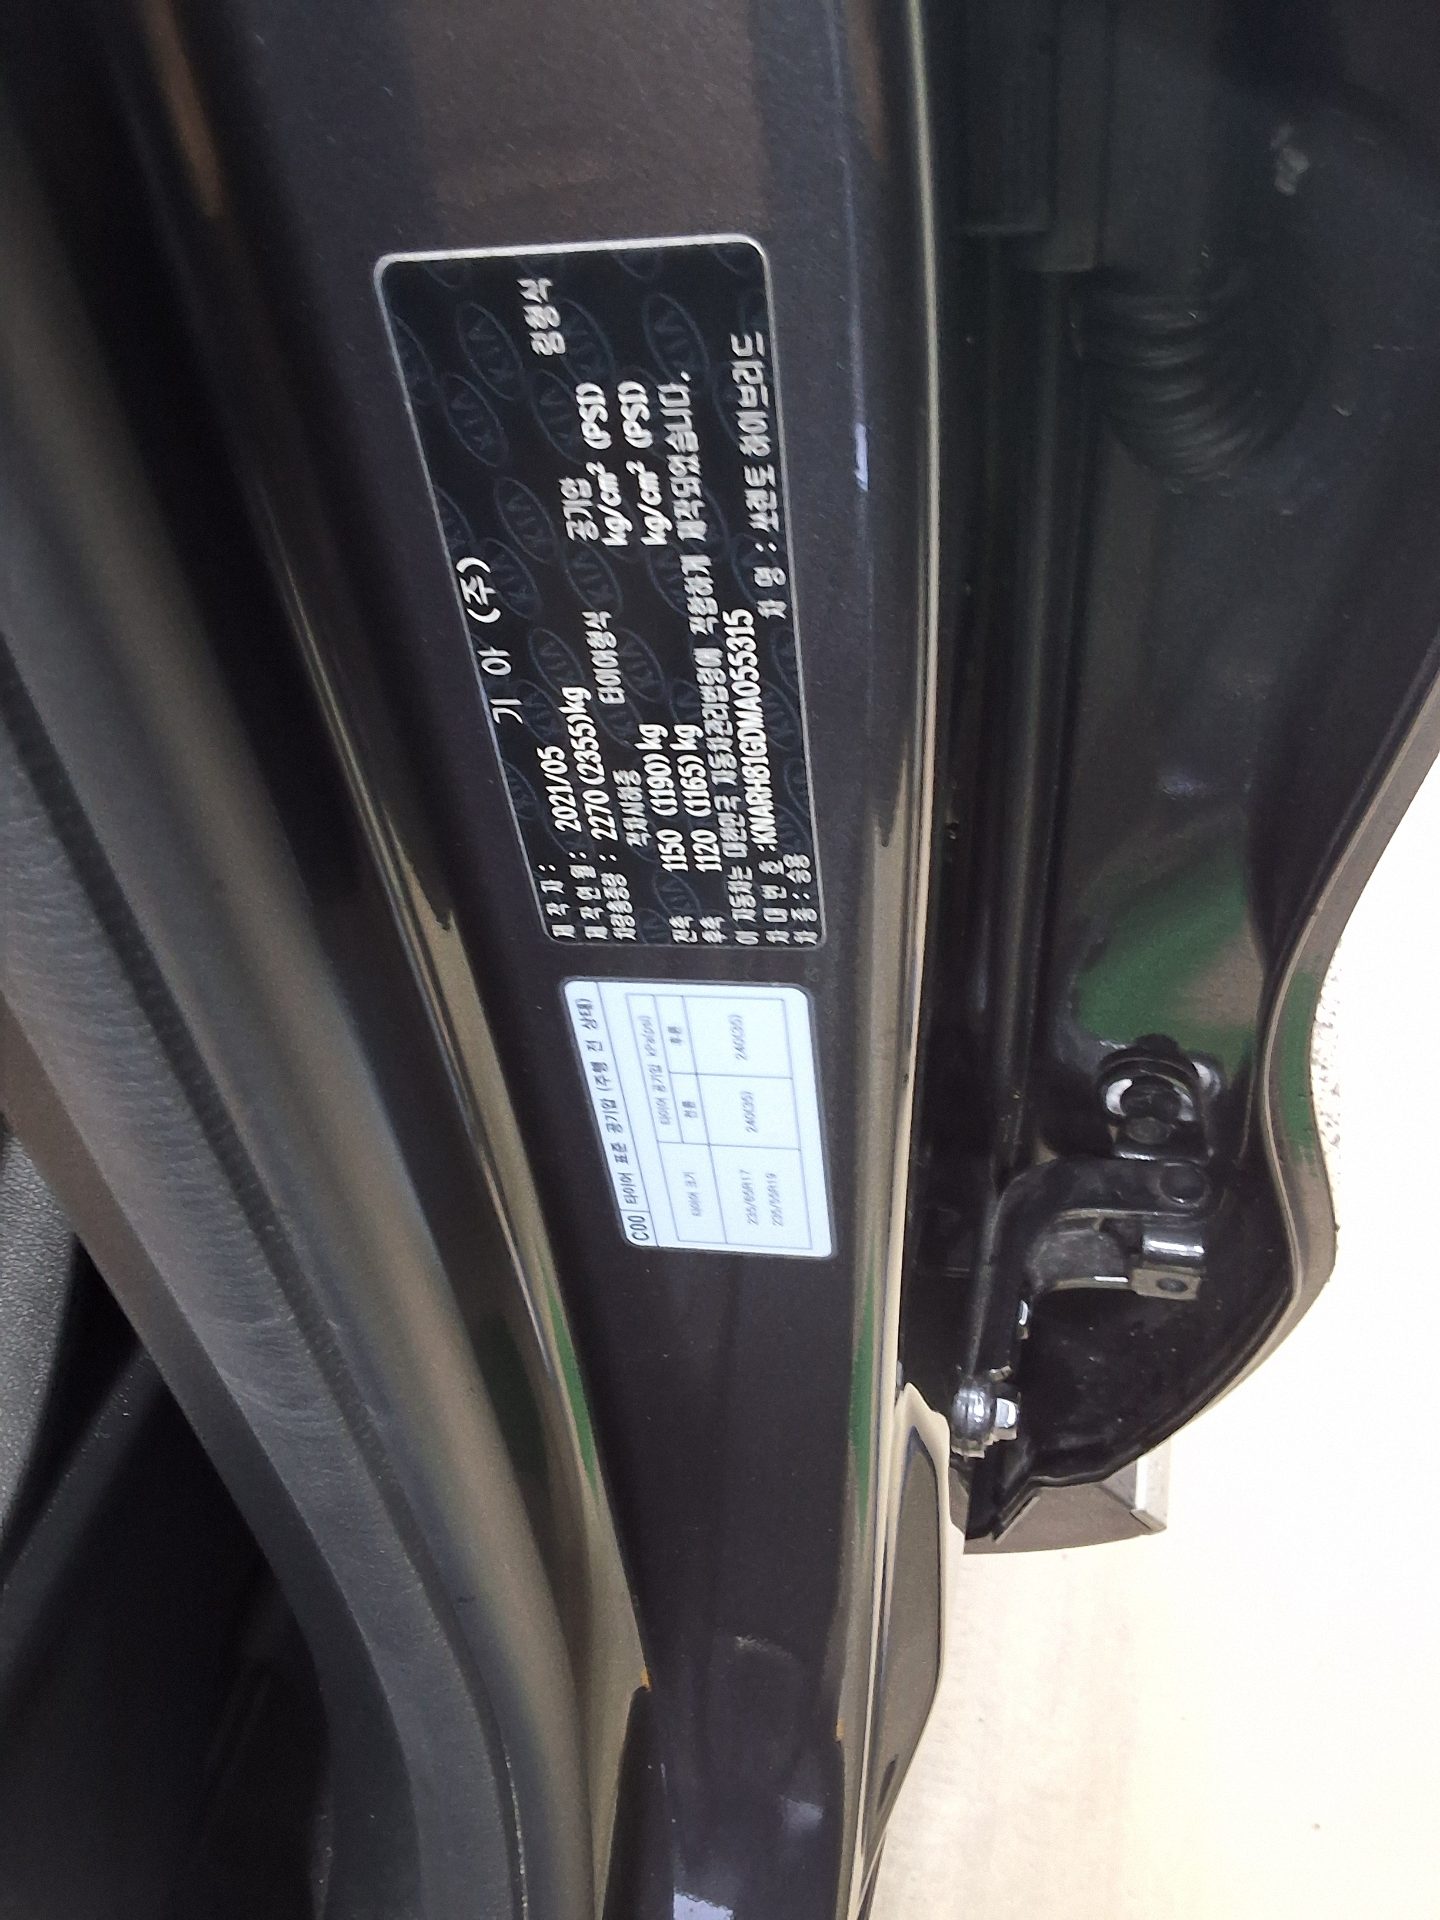 기 아 (주)
제 작 자 :
제 작 연 월 : 2021/05
차량총중량 : 2270 (2355)kg
허용축하중 타이어형식 공기압 림형식
전축 1150 (1190) kg kg/cm² (PSI)
후축 1120 (1165) kg kg/cm² (PSI)
이 자동차는 대한민국 자동차관리법령에 적합하게 제작되었습니다.
차 대 번 호 :KNARH81GDMA055315
차 종 : 승용 차 명 : 쏘렌토 하이브리드
C00 타이어 표준 공기압 (주행 전 상태)
타이어 크기 타이어 공기압 kPa(psi)
전륜 후륜
235/65R17 240(35) 240(35)
235/55R19
KIA